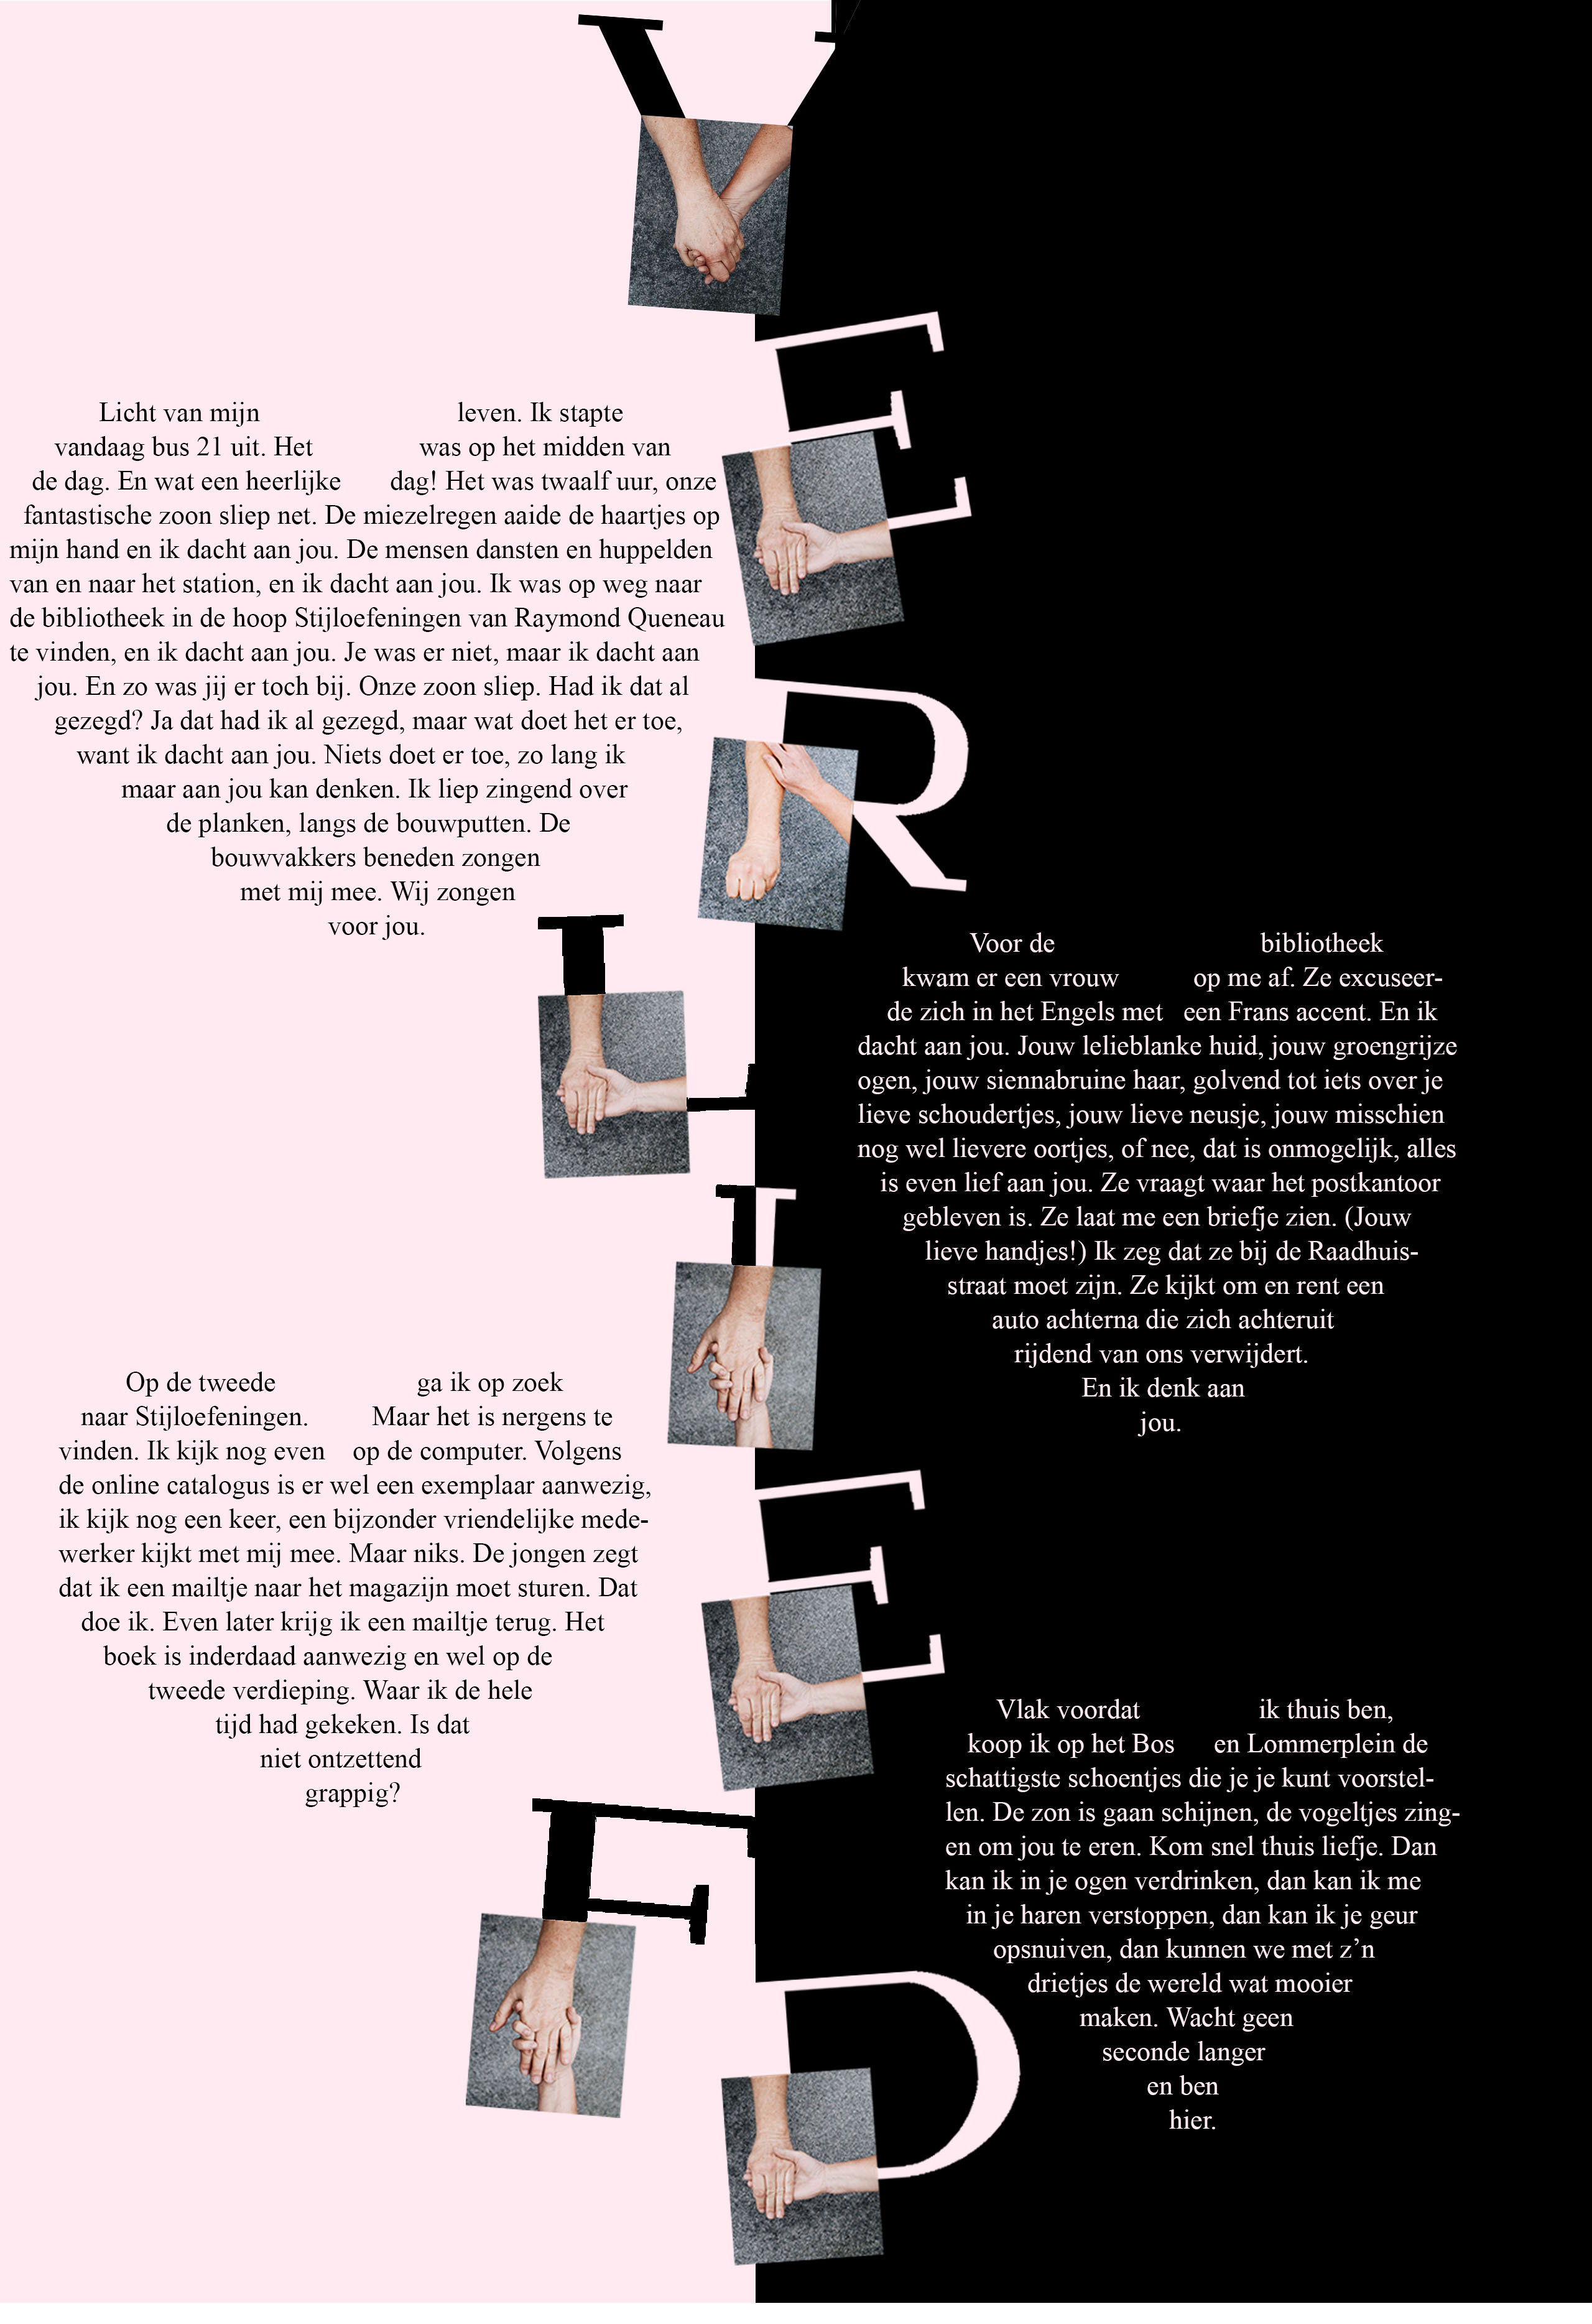 VERLIEFD
Licht van mijn leven. Ik stapte
vandaag bus 21 uit. Het was op het midden van
de dag. En wat een heerlijke dag! Het was twaalf uur, onze
fantastische zoon sliep net. De miezelregen aaide de haartjes op
mijn hand en ik dacht aan jou. De mensen dansten en huppelden
van en naar het station, en ik dacht aan jou. Ik was op weg naar
de bibliotheek in de hoop Stijloefeningen van Raymond Queneau
te vinden, en ik dacht aan jou. Je was er niet, maar ik dacht aan
jou. En zo was jij er toch bij. Onze zoon sliep. Had ik dat al
gezegd? Ja dat had ik al gezegd, maar wat doet het er toe,
want ik dacht aan jou. Niets doet er toe, zo lang ik
maar aan jou kan denken. Ik liep zingend over
de planken, langs de bouwputten. De
bouwvakkers beneden zongen
met mij mee. Wij zongen
voor jou.
Voor de bibliotheek
kwam er een vrouw op me af. Ze excuseer-
de zich in het Engels met een Frans accent. En ik
dacht aan jou. Jouw lelieblanke huid, jouw groengrijze
ogen, jouw siennabruine haar, golvend tot iets over je
lieve schoudertjes, jouw lieve neusje, jouw misschien
nog wel lievere oortjes, of nee, dat is onmogelijk, alles
is even lief aan jou. Ze vraagt waar het postkantoor
gebleven is. Ze laat me een briefje zien. (Jouw
lieve handjes!) Ik zeg dat ze bij de Raadhuis-
straat moet zijn. Ze kijkt om en rent een
auto achterna die zich achteruit
rijdend van ons verwijdert.
En ik denk aan
jou.
Op de tweede ga ik op zoek
naar Stijloefeningen. Maar het is nergens te
vinden. Ik kijk nog even op de computer. Volgens
de online catalogus is er wel een exemplaar aanwezig,
ik kijk nog een keer, een bijzonder vriendelijke mede-
werker kijkt met mij mee. Maar niks. De jongen zegt
dat ik een mailtje naar het magazijn moet sturen. Dat
doe ik. Even later krijg ik een mailtje terug. Het
boek is inderdaad aanwezig en wel op de
tweede verdieping. Waar ik de hele
tijd had gekeken. Is dat
niet ontzettend
grappig?
Vlak voordat ik thuis ben,
koop ik op het Bos en Lommerplein de
schattigste schoentjes die je je kunt voorstel-
len. De zon is gaan schijnen, de vogeltjes zing-
en om jou te eren. Kom snel thuis liefje. Dan
kan ik in je ogen verdrinken, dan kan ik me
in je haren verstoppen, dan kan ik je geur
opsnuiven, dan kunnen we met z’n
drietjes de wereld wat mooier
maken. Wacht geen
seconde langer
en ben
hier.